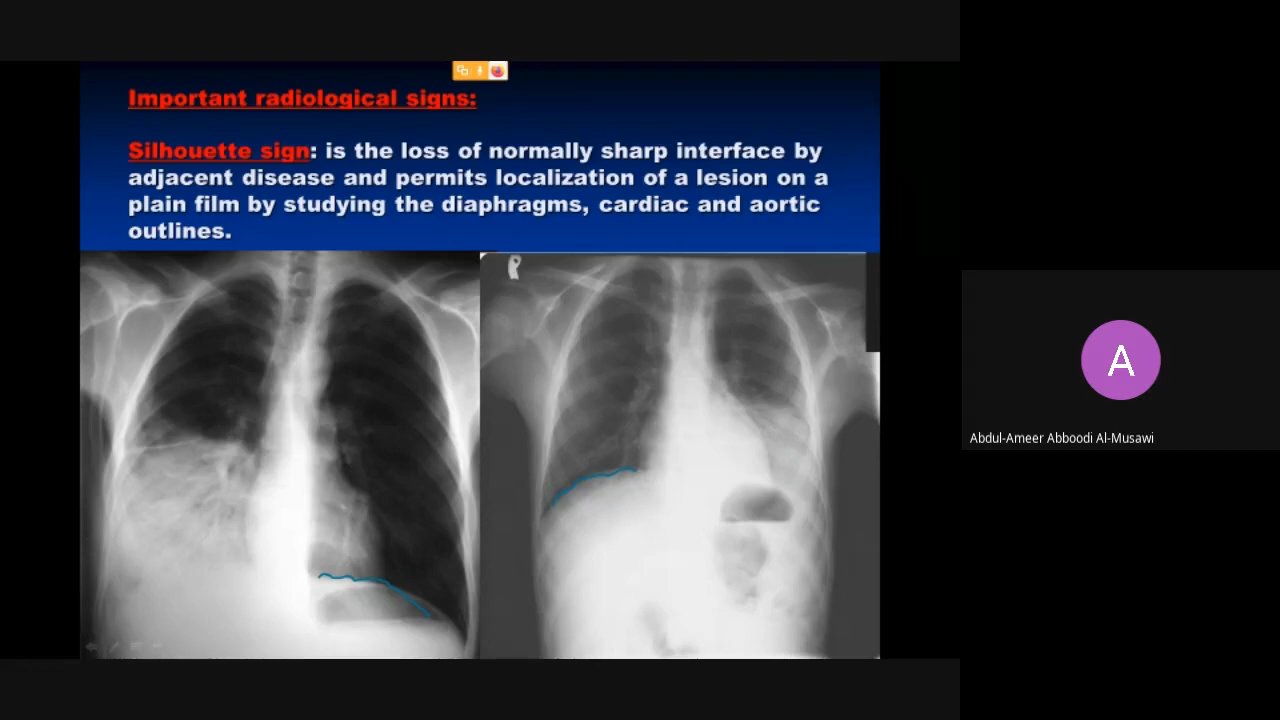 Important radiological signs:
Silhouette sign: is the loss of normally sharp interface by
adjacent disease and permits localization of a lesion on a
plain film by studying the diaphragms, cardiac and aortic
outlines.
A
Abdul-Ameer Abboodi Al-Musawi